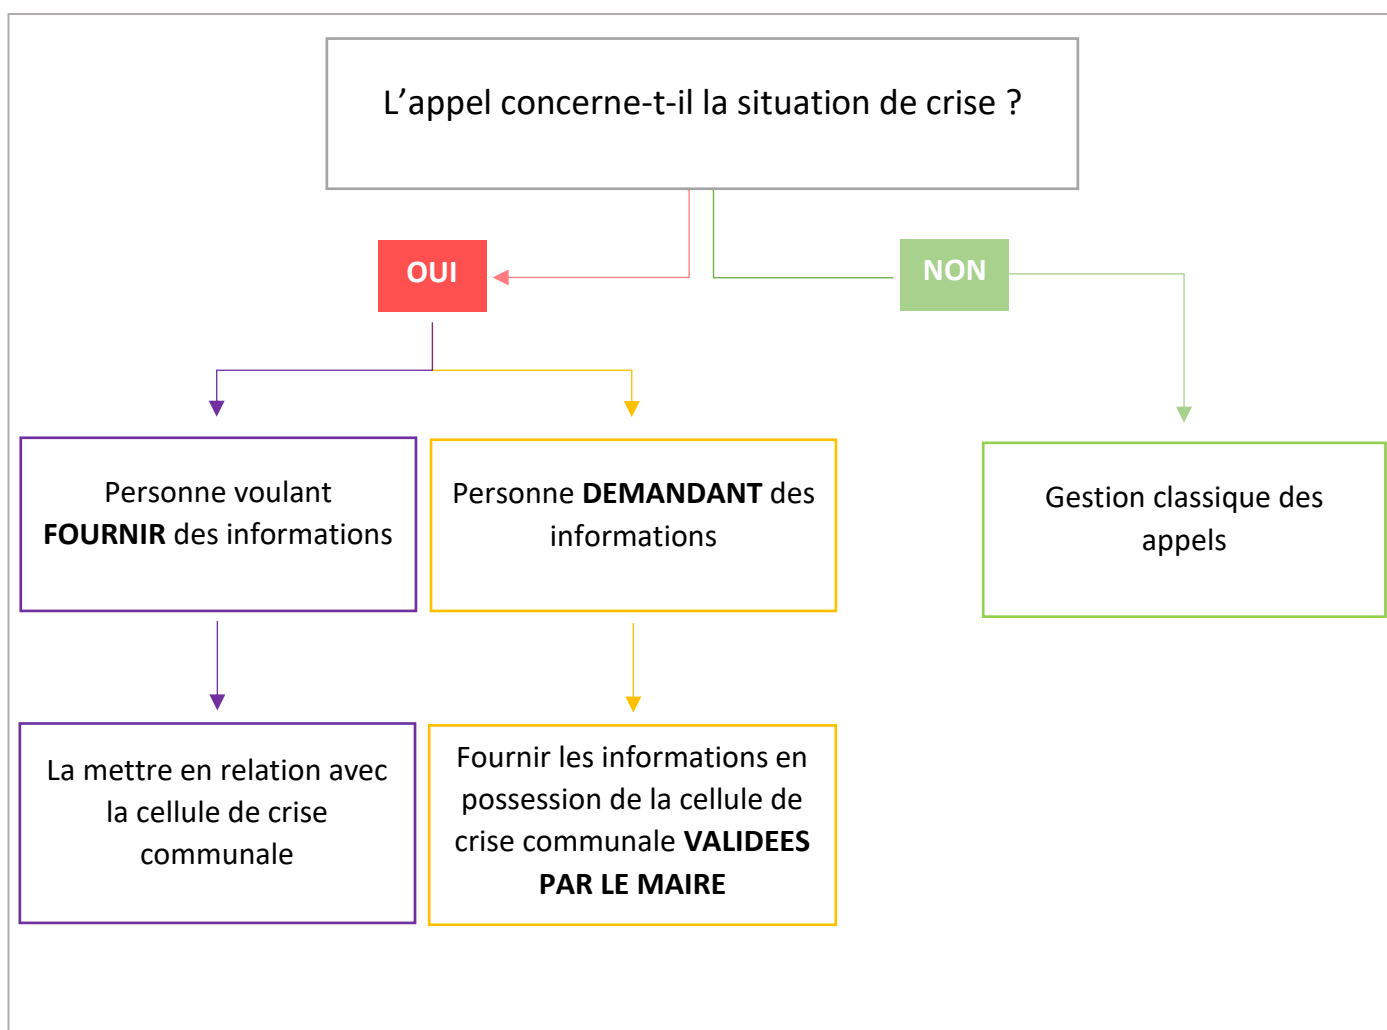 L’appel concerne-t-il la situation de crise ?
OUI
NON
Personne voulant
FOURNIR des informations
Personne DEMANDANT des
informations
Gestion classique des
appels
La mettre en relation avec
la cellule de crise
communale
Fournir les informations en
possession de la cellule de
crise communale VALIDEES
PAR LE MAIRE